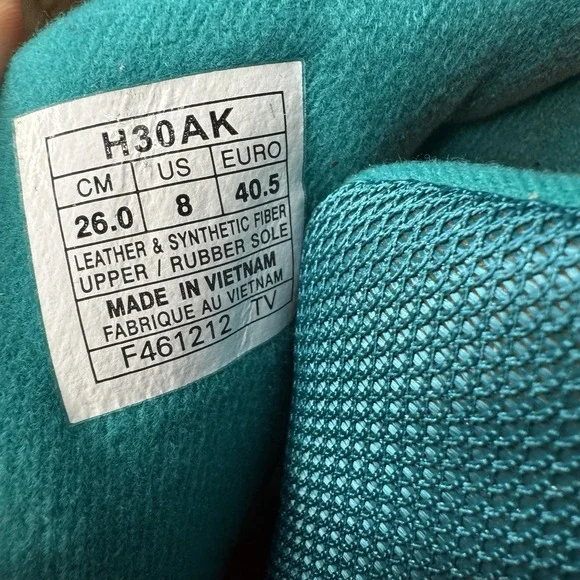 H30AK
CM US EURO
26.0 8 40.5
LEATHER & SYNTHETIC FIBER
UPPER / RUBBER SOLE
MADE IN VIETNAM
FABRIQUE AU VIETNAM
F461212 TV